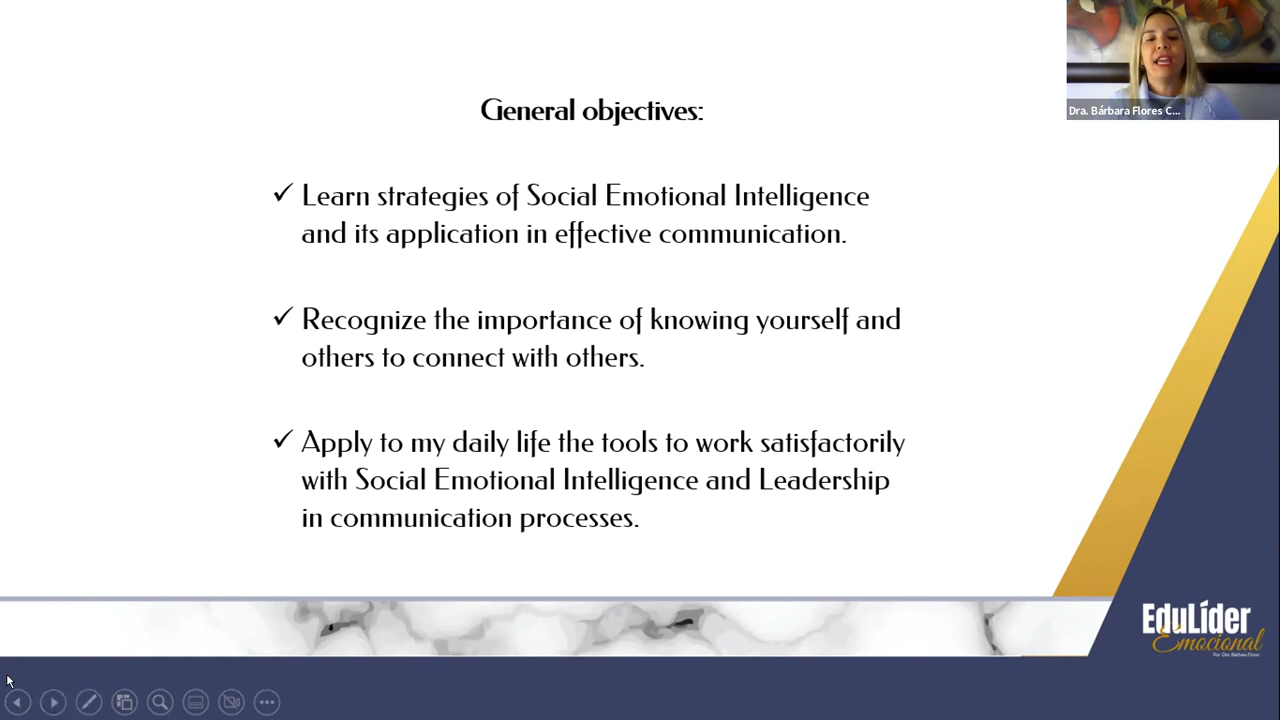 Dra. Bárbara Flores C...
General objectives:
✓ Learn strategies of Social Emotional Intelligence
and its application in effective communication.
✓ Recognize the importance of knowing yourself and
others to connect with others.
✓ Apply to my daily life the tools to work satisfactorily
with Social Emotional Intelligence and Leadership
in communication processes.
EduLíder
Emocional
Por: Dra. Bárbara Flores